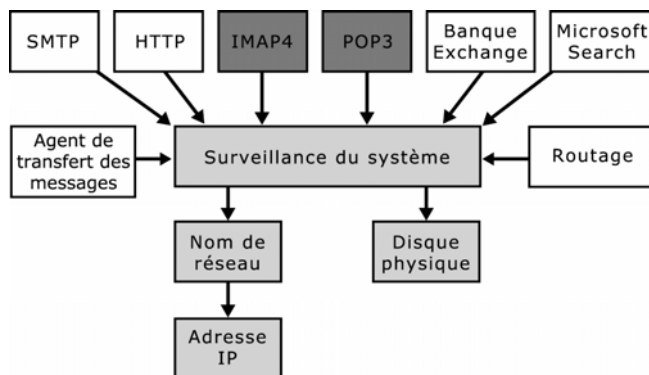 SMTP
HTTP
IMAP4
POP3
Banque
Exchange
Microsoft
Search
Agent de
transfert des
messages
Surveillance du système
Routage
Nom de
réseau
Disque
physique
Adresse
IP